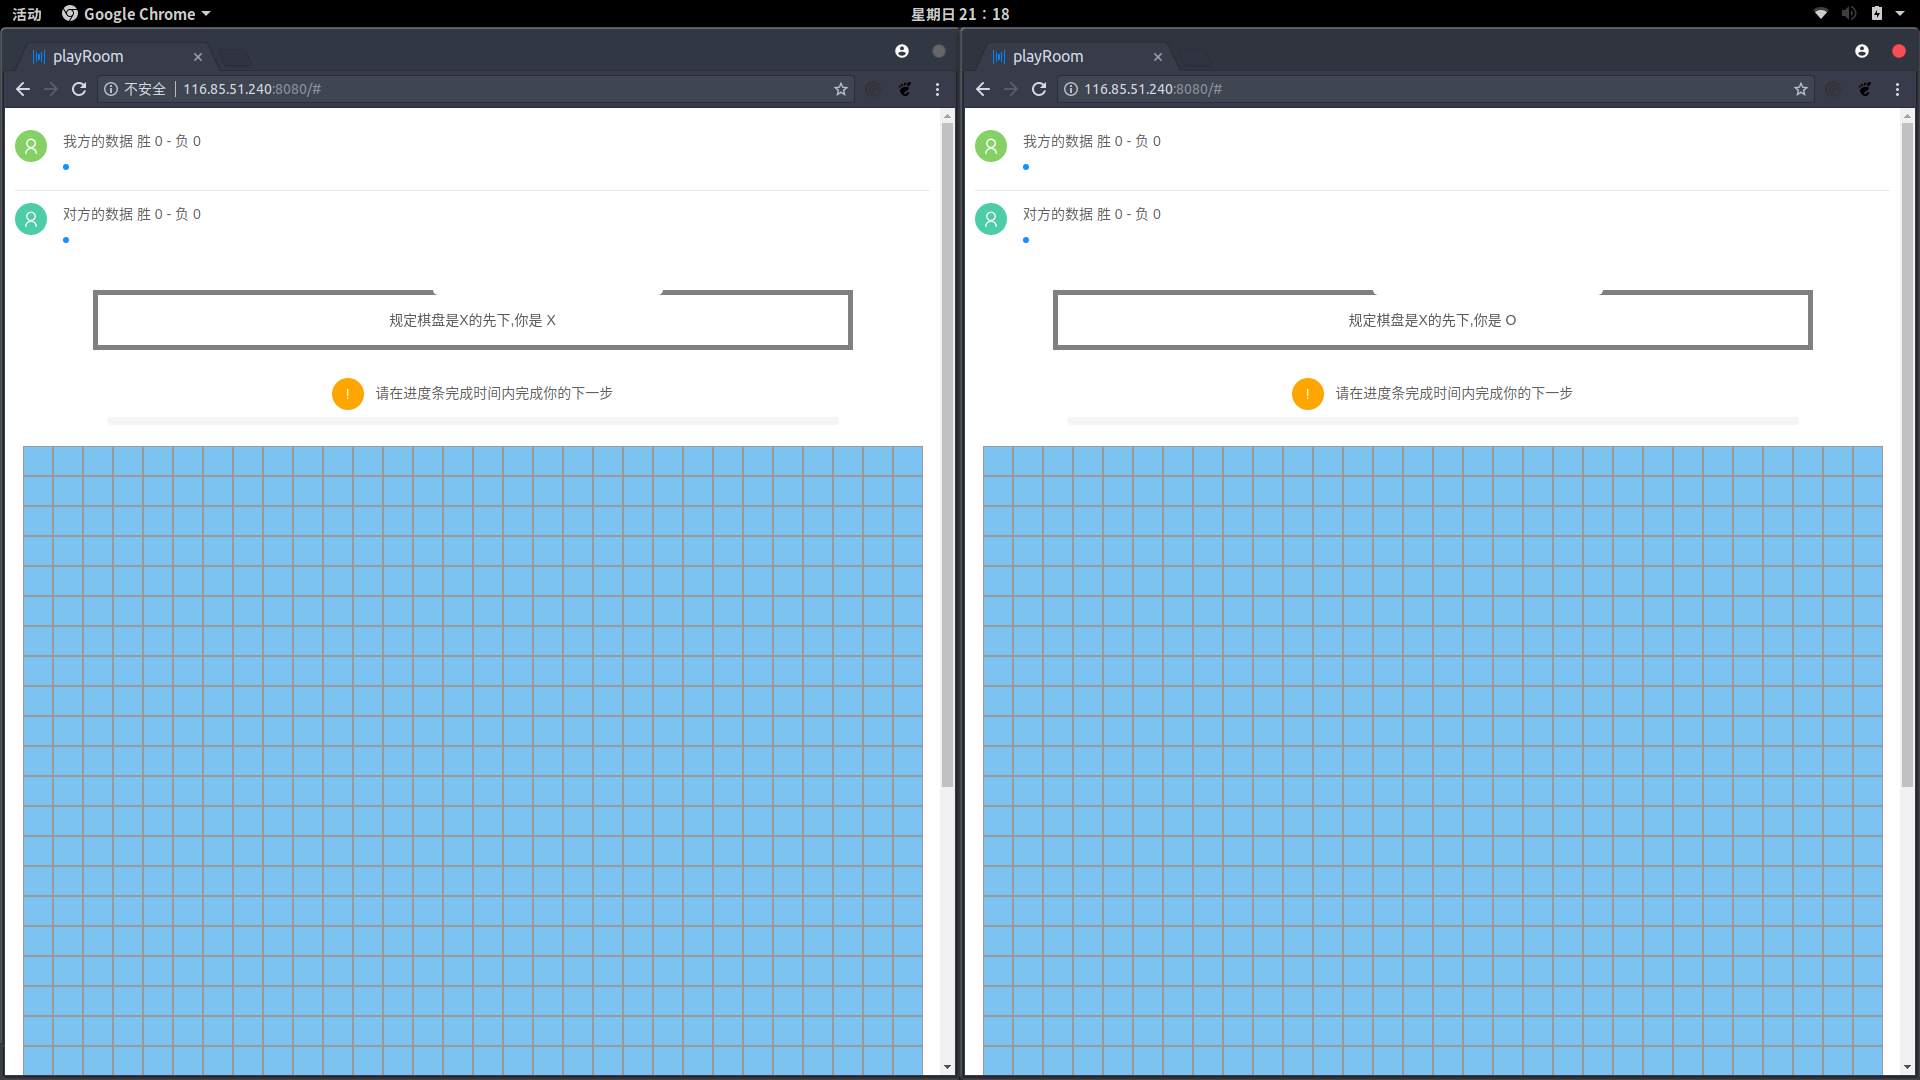 活动 Google Chrome 星期日 21：18
playRoom
不安全 116.85.51.240:8080/#
我方的数据 胜 0 - 负 0
对方的数据 胜 0 - 负 0
规定棋盘是X的先下,你是 X
! 请在进度条完成时间内完成你的下一步
playRoom
116.85.51.240:8080/#
我方的数据 胜 0 - 负 0
对方的数据 胜 0 - 负 0
规定棋盘是X的先下,你是 O
! 请在进度条完成时间内完成你的下一步